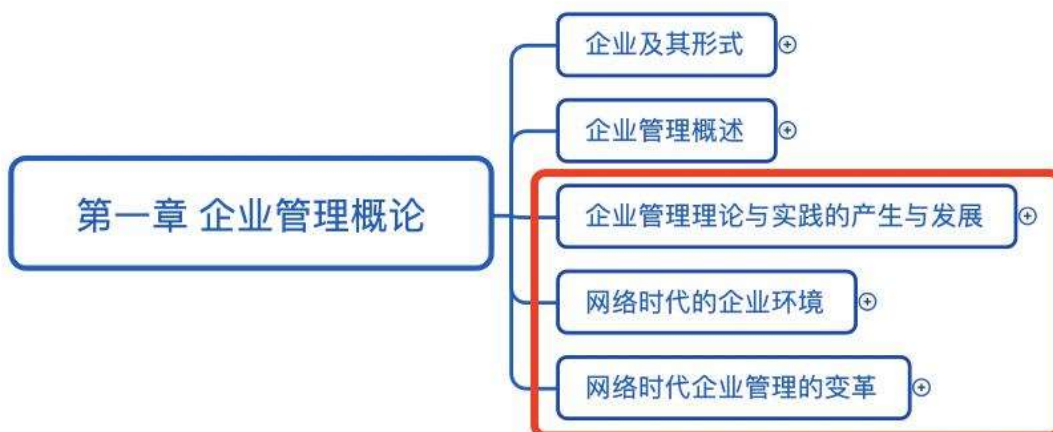 企业及其形式
企业管理概述
第一章 企业管理概论
企业管理理论与实践的产生与发展
网络时代的企业环境
网络时代企业管理的变革